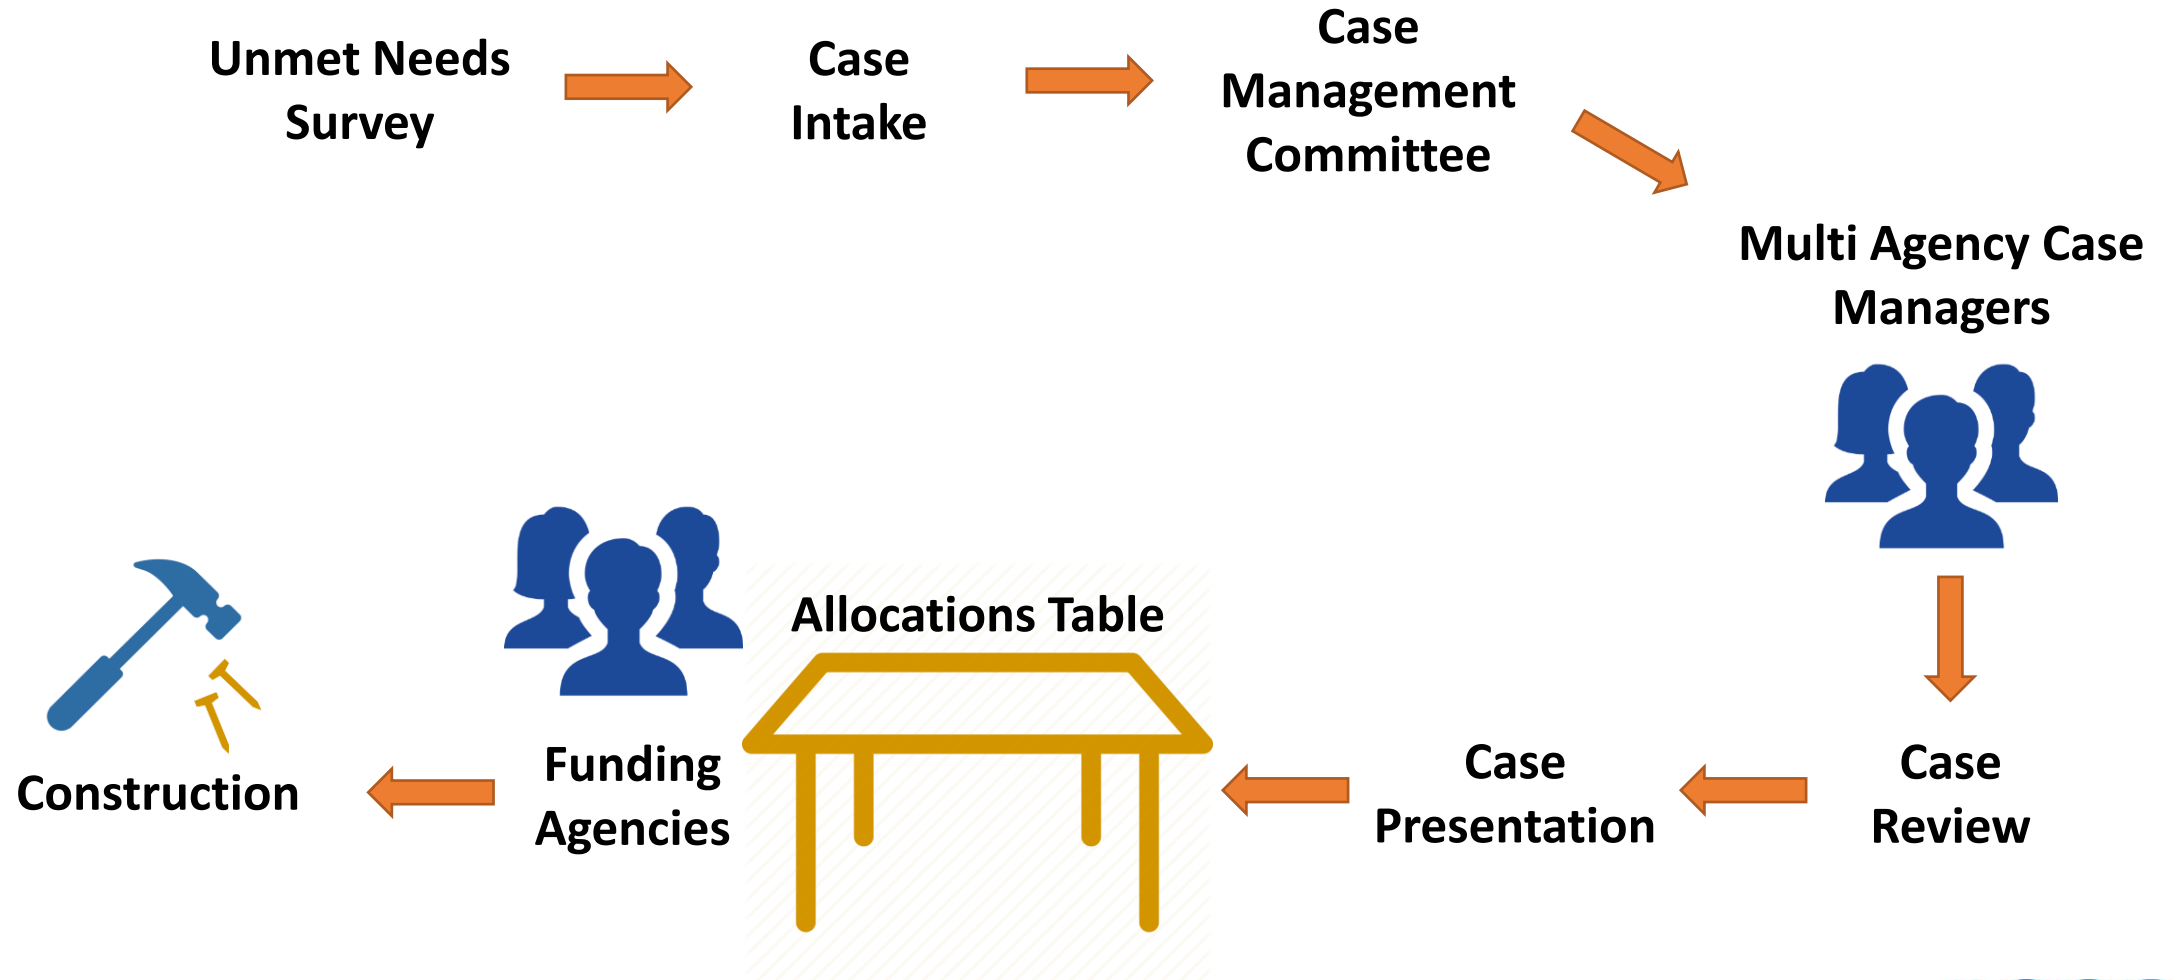 Unmet Needs
Survey
Case
Intake
Case
Management
Committee
Multi Agency Case
Managers
Case
Review
Case
Presentation
Allocations Table
Funding
Agencies
Construction